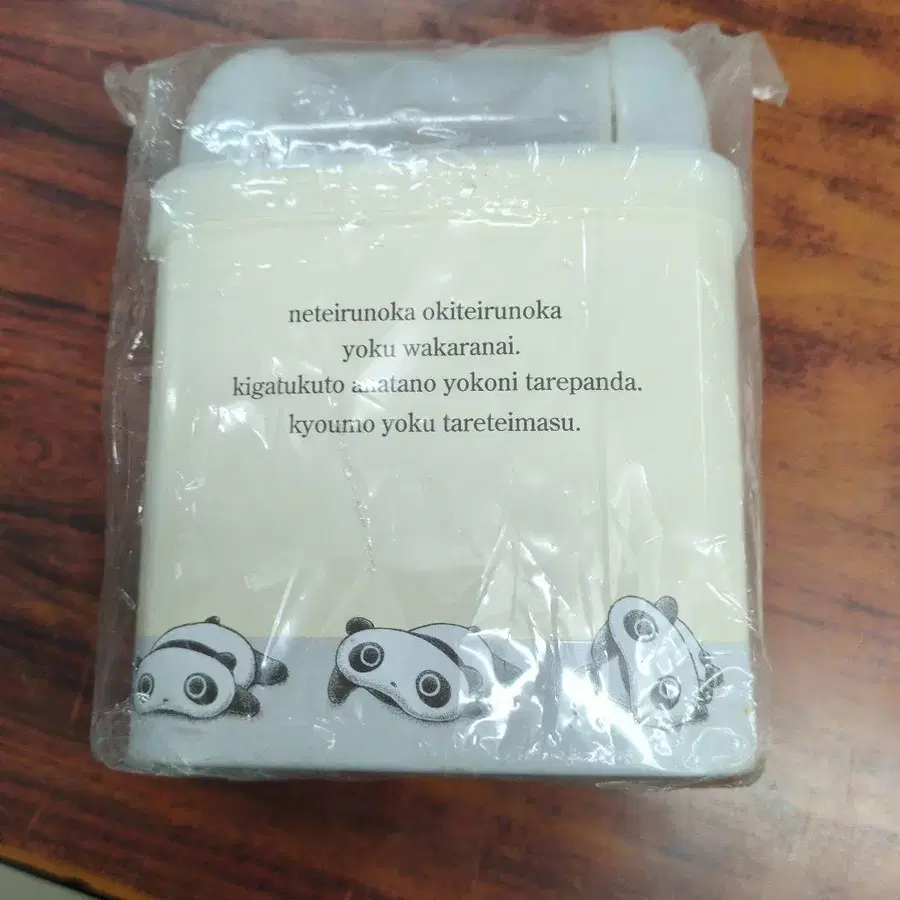 neteirunoka okiteirunoka
yoku wakaranai.
kigatukuto anatano yokoni tarepanda.
kyoumo yoku tareteimasu.